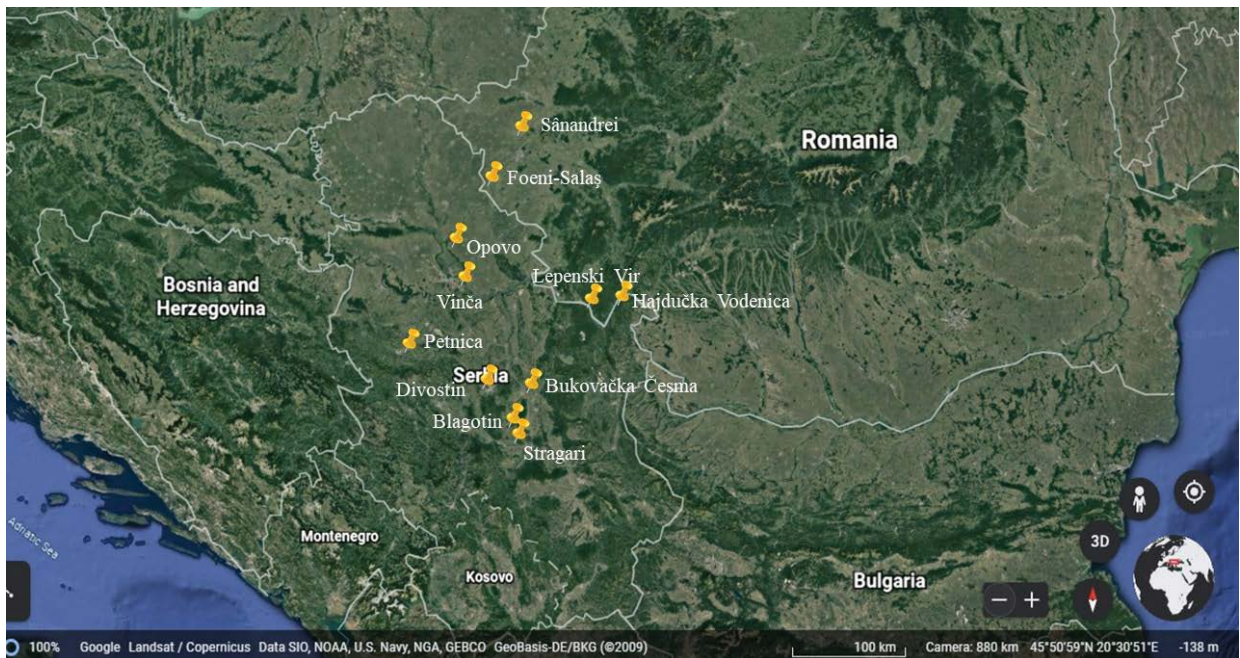 Sânandrei
Romania
Foeni-Salaş
Opovo
Lepenski Vir
Bosnia and
Herzegovina
Vinča
Hajdučka Vodenica
Petnica
Serbia
Divostin
Bukovačka Česma
Blagotin
Stragari
Adriatic Sea
Montenegro
3D
Kosovo
Bulgaria
100% Google Landsat / Copernicus Data SIO, NOAA, U.S. Navy, NGA, GEBCO GeoBasis-DE/BKG (©2009) 100 km Camera: 880 km 45°50'59"N 20°30'51"E -138 m